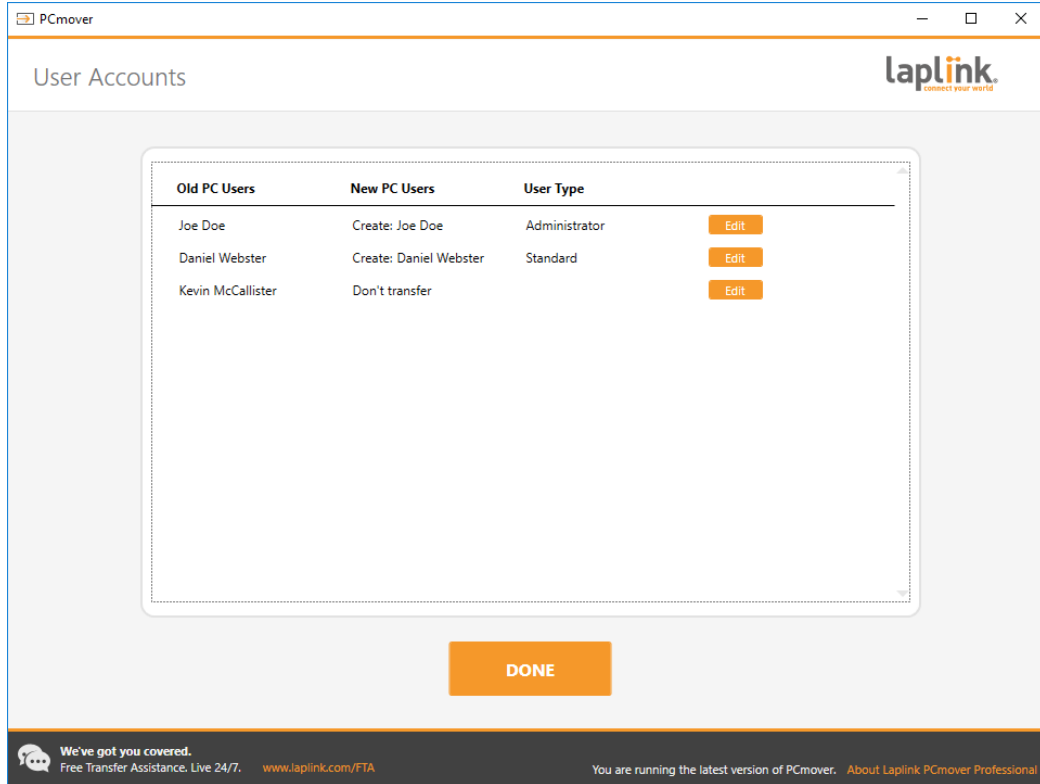 PCmover
User Accounts
laplink®
connect your world
Old PC Users New PC Users User Type
Joe Doe Create: Joe Doe Administrator Edit
Daniel Webster Create: Daniel Webster Standard Edit
Kevin McCallister Don't transfer Edit
DONE
We've got you covered.
Free Transfer Assistance. Live 24/7. www.laplink.com/FTA
You are running the latest version of PCmover. About Laplink PCmover Professional